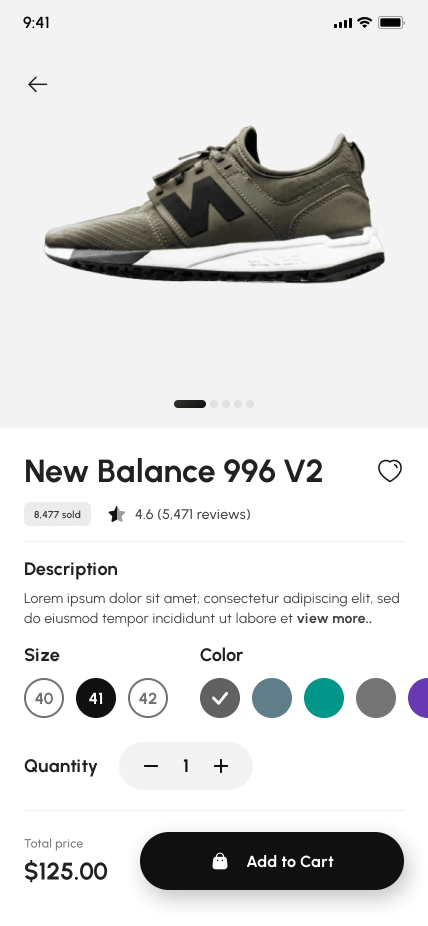 9:41
New Balance 996 V2
8,477 sold
4.6 (5,471 reviews)
Description
Lorem ipsum dolor sit amet, consectetur adipiscing elit, sed
do eiusmod tempor incididunt ut labore et view more..
Size
Color
40
41
42
Quantity
1
Total price
$125.00
Add to Cart